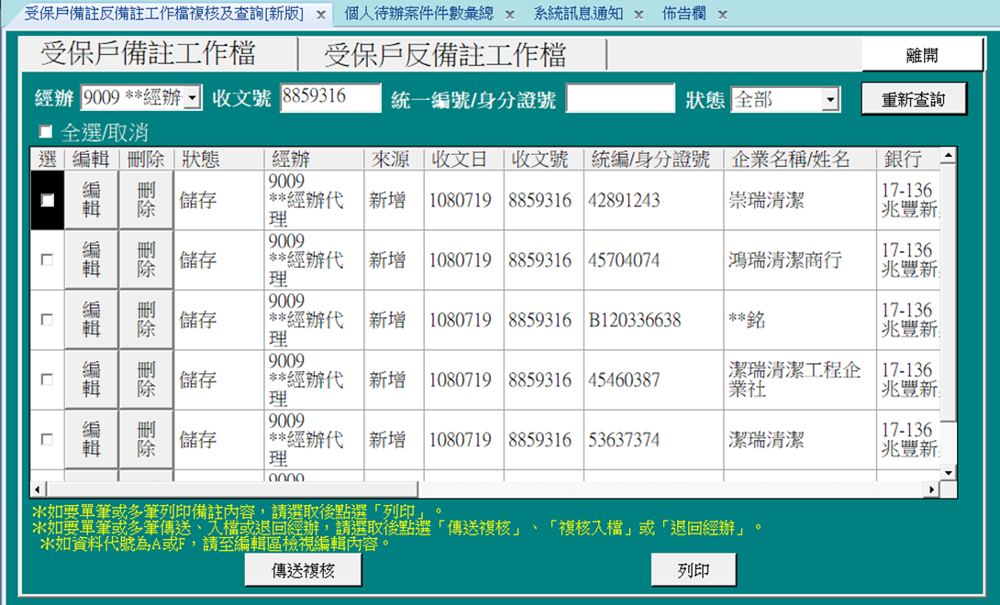 受保戶備註反備註工作檔複核及查詢[新版] x 個人待辦案件件數彙總 x 系統訊息通知 x 佈告欄 x
受保戶備註工作檔 受保戶反備註工作檔 離開
經辦 9009 **經辦 收文號 8859316 統一編號/身分證號 狀態 全部 重新查詢
全選/取消
選 編輯 刪除 狀態 經辦 來源 收文日 收文號 統編/身分證號 企業名稱/姓名 銀行
編輯 刪除 儲存 9009 **經辦代理 新增 1080719 8859316 42891243 崇瑞清潔 17-136 兆豐新
編輯 刪除 儲存 9009 **經辦代理 新增 1080719 8859316 45704074 鴻瑞清潔商行 17-136 兆豐新
編輯 刪除 儲存 9009 **經辦代理 新增 1080719 8859316 B120336638 **銘 17-136 兆豐新
編輯 刪除 儲存 9009 **經辦代理 新增 1080719 8859316 45460387 潔瑞清潔工程企業社 17-136 兆豐新
編輯 刪除 儲存 9009 **經辦代理 新增 1080719 8859316 53637374 潔瑞清潔 17-136 兆豐新
*如要單筆或多筆列印備註內容，請選取後點選「列印」。
*如要單筆或多筆傳送、入檔或退回經辦，請選取後點選「傳送複核」、「複核入檔」或「退回經辦」。
*如資料代號為A或F，請至編輯區檢視編輯內容。
傳送複核 列印